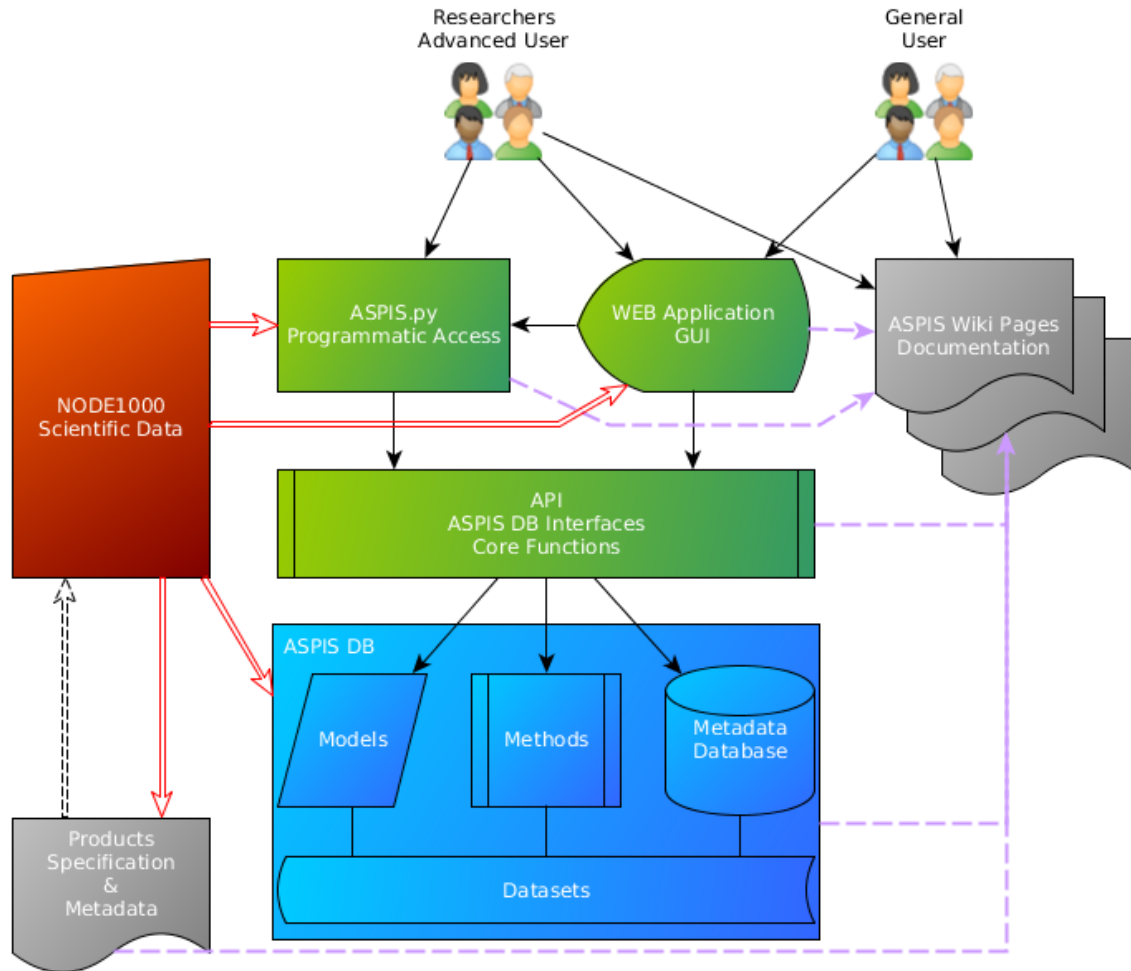 Researchers
Advanced User
General
User
ASPIS.py
Programmatic Access
WEB Application
GUI
ASPIS Wiki Pages
Documentation
NODE1000
Scientific Data
API
ASPIS DB Interfaces
Core Functions
ASPIS DB
Models
Methods
Metadata
Database
Products
Specification
&
Metadata
Datasets